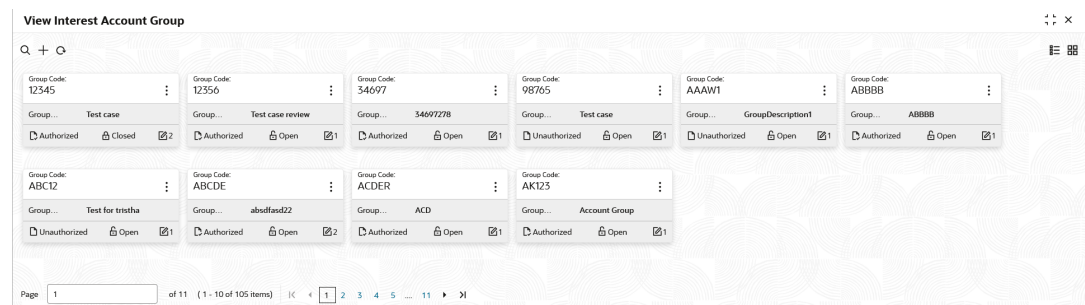 View Interest Account Group
Group Code: Group Code: Group Code: Group Code: Group Code: Group Code:
12345 12356 34697 98765 AAAW1 ABBBB
Group... Test case Group... Test case review Group... 34697278 Group... Test case Group... GroupDescription1 Group... ABBBB
Authorized Closed 2 Authorized Open 1 Authorized Open 1 Unauthorized Open 1 Unauthorized Open 1 Authorized Open 1
Group Code: Group Code: Group Code: Group Code:
ABC12 ABCDE ACDER AK123
Group... Test for tristha Group... absdfasd22 Group... ACD Group... Account Group
Unauthorized Open 1 Authorized Open 2 Authorized Open 1 Authorized Open 1
Page 1 of 11 ( 1 - 10 of 105 items) 1 2 3 4 5 .... 11